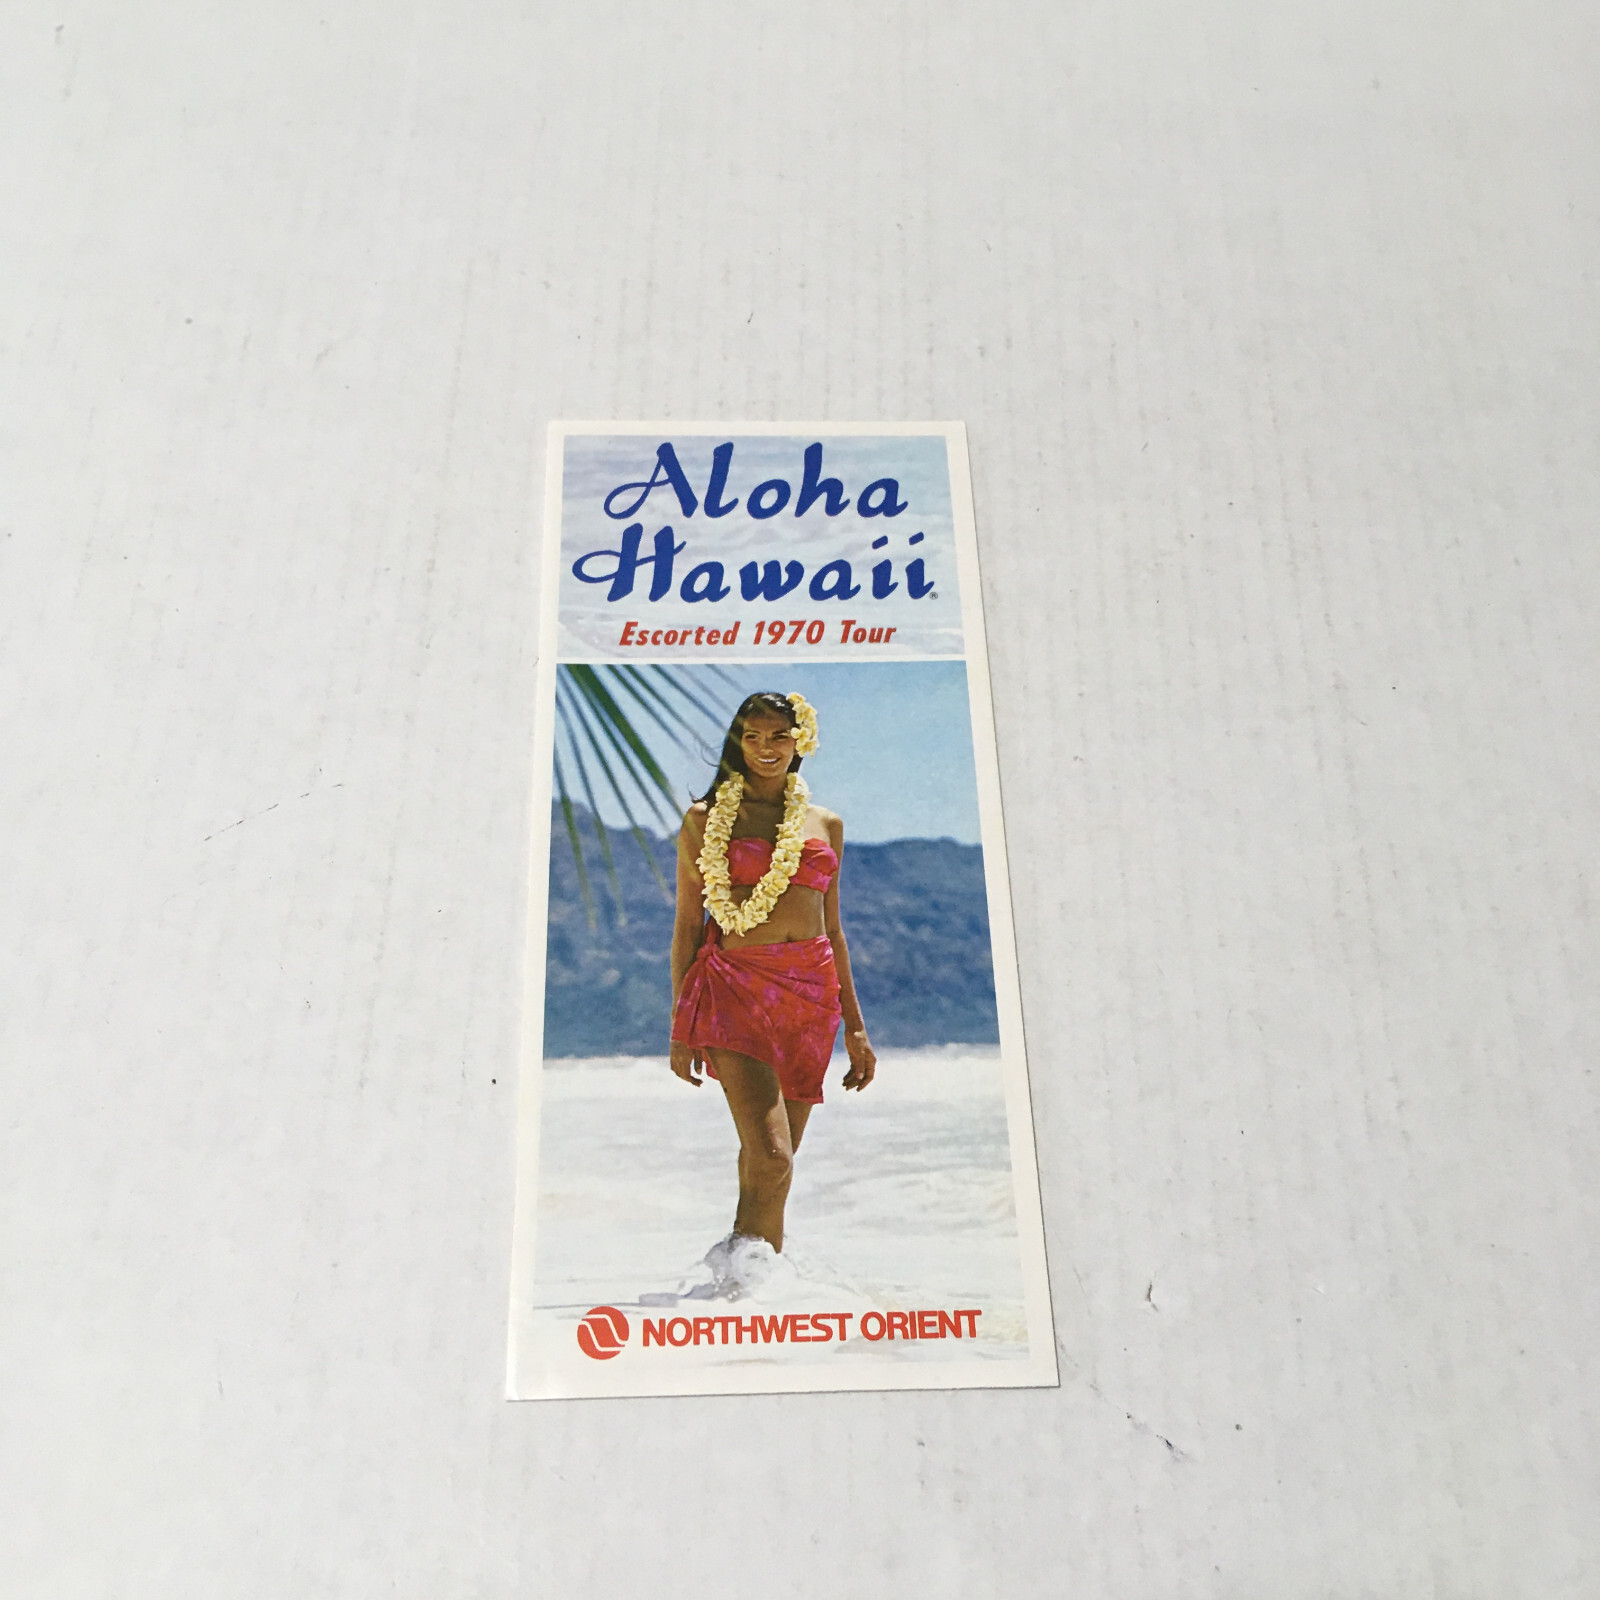 Aloha
Hawaii®
Escorted 1970 Tour
NORTHWEST ORIENT